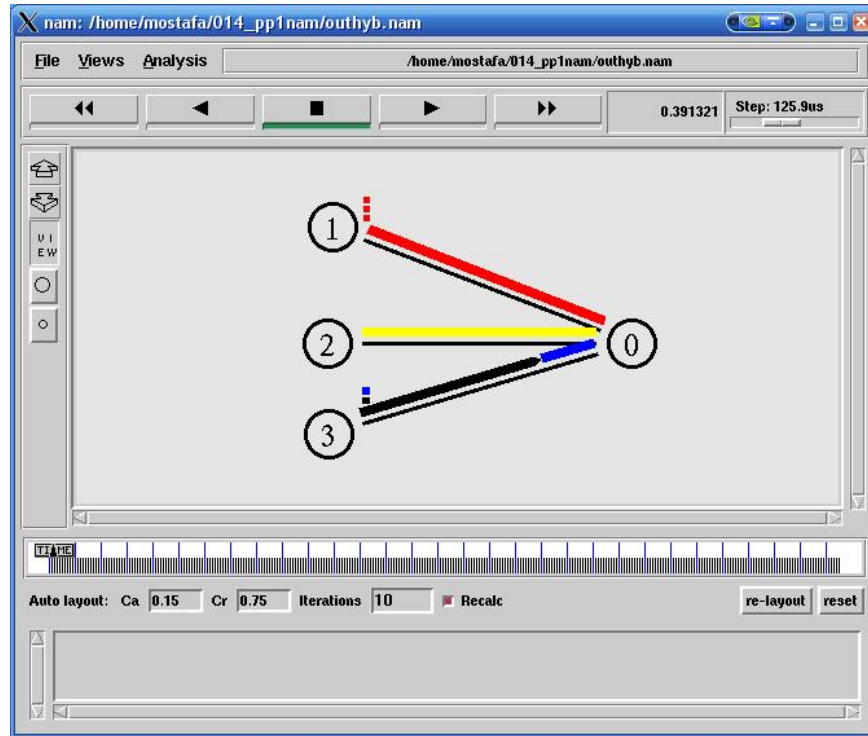 nam: /home/mostafa/014_pp1nam/outhyb.nam
File Views Analysis /home/mostafa/014_pp1nam/outhyb.nam
0.391321 Step: 125.9us
VI
EW
1
2
0
3
TIME
Auto layout: Ca 0.15 Cr 0.75 Iterations 10 Recalc re-layout reset